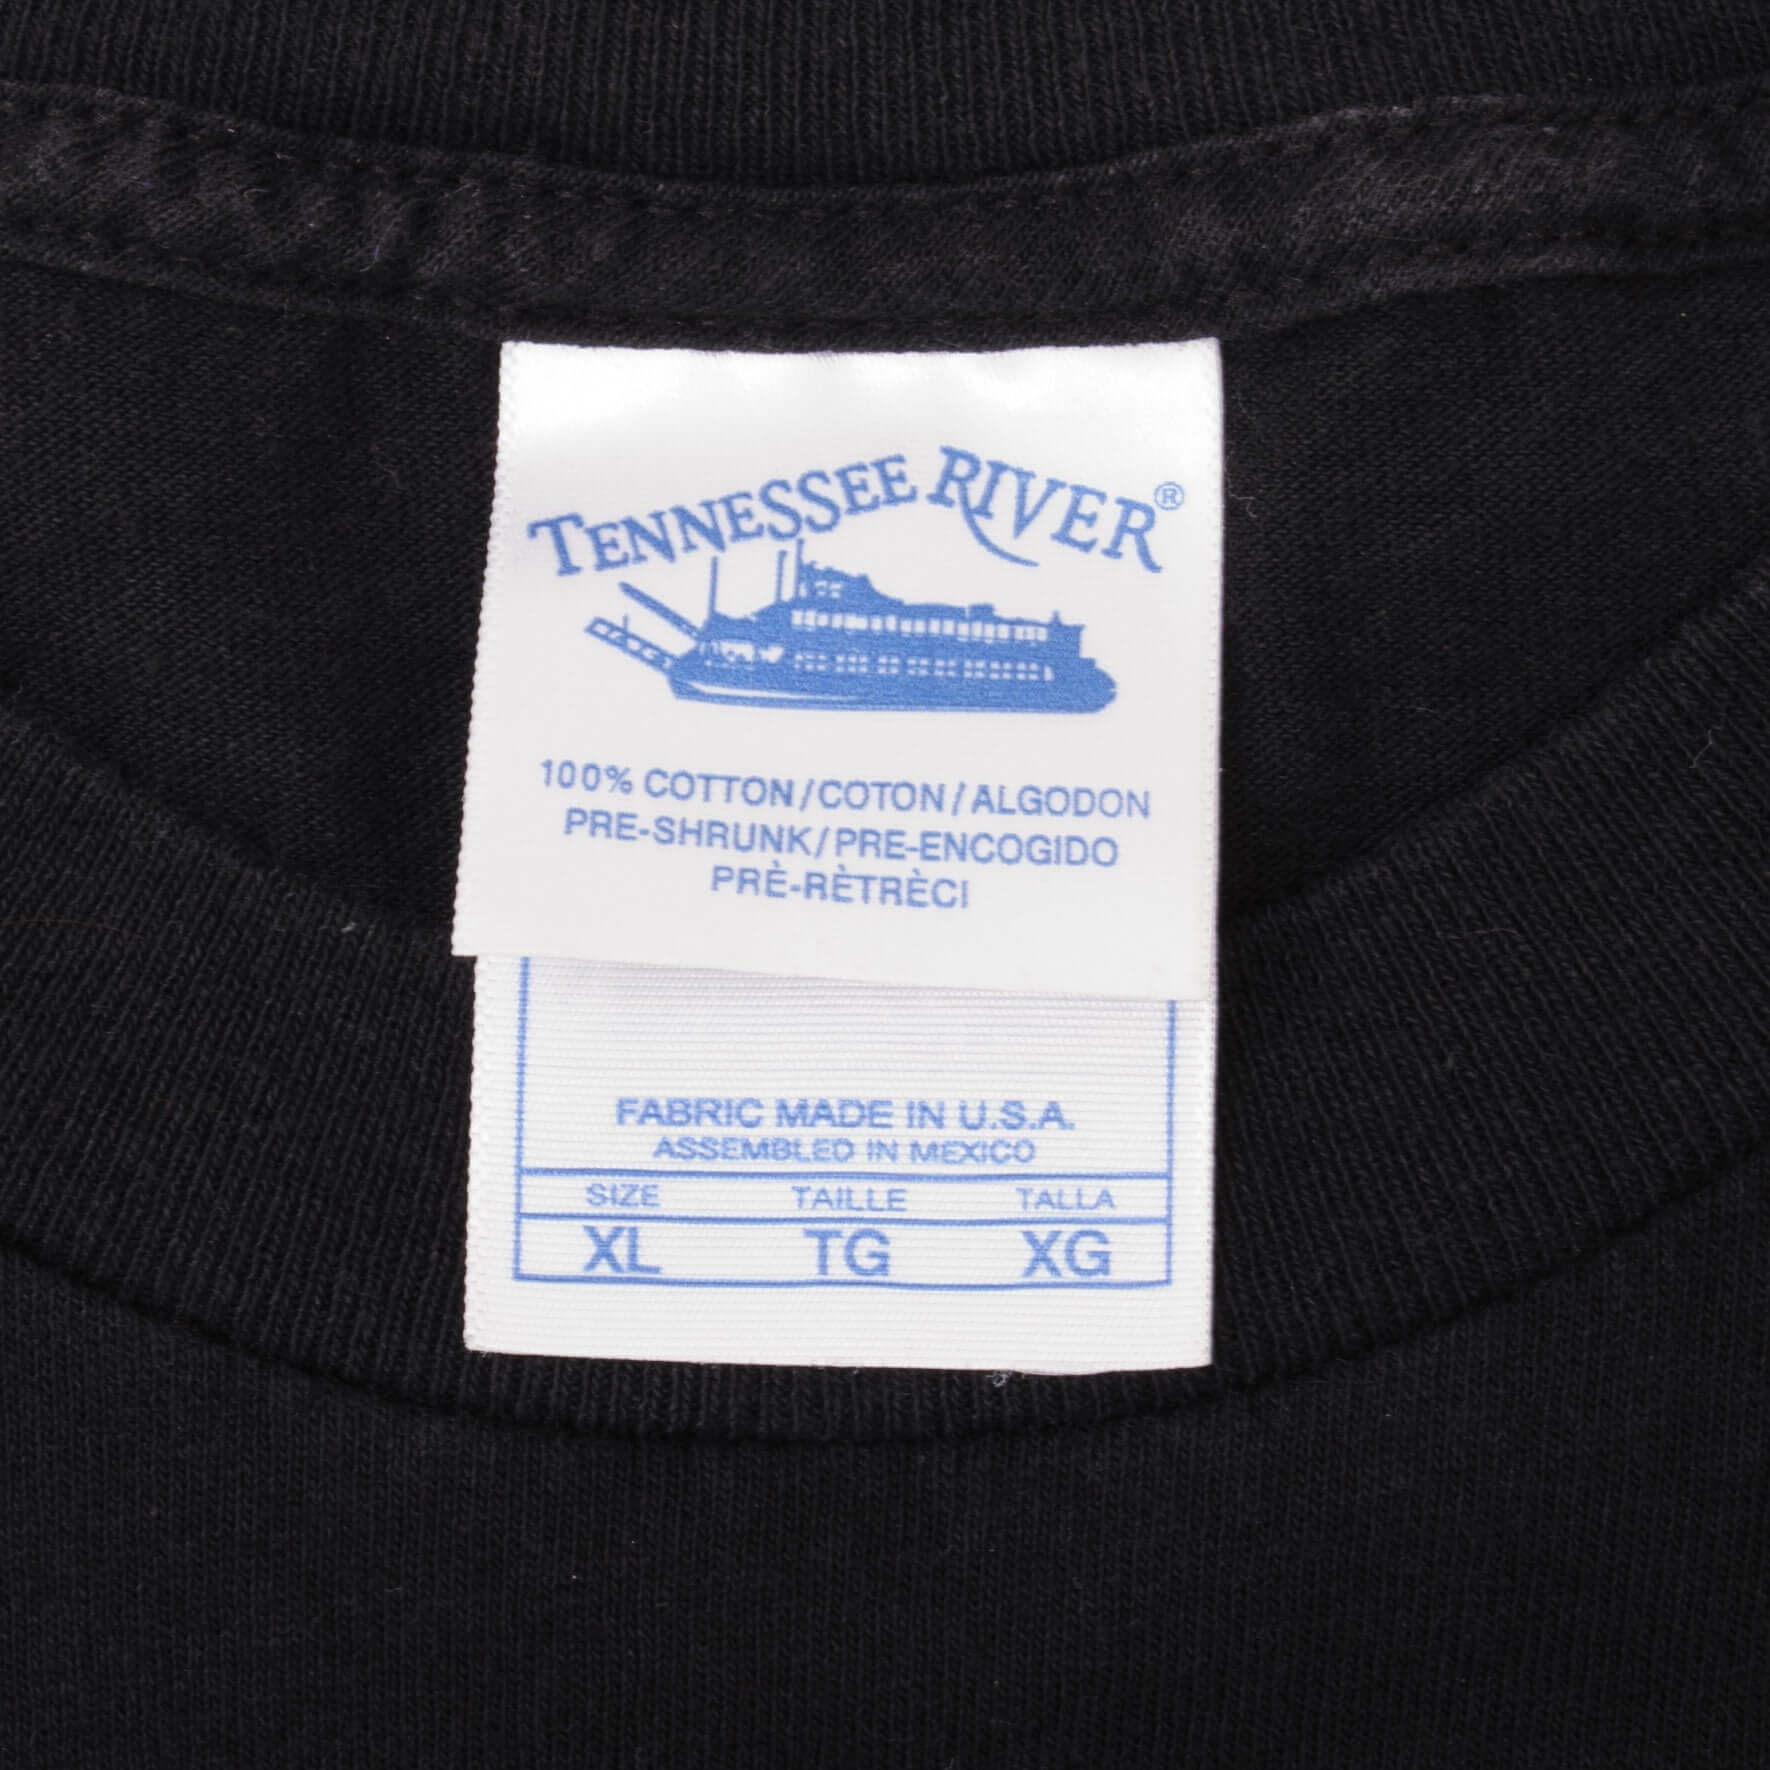 TENNESSEE RIVER®
100% COTTON/COTON/ALGODON
PRE-SHRUNK/PRE-ENCOGIDO
PRÈ-RÈTRÈCI
FABRIC MADE IN U.S.A.
ASSEMBLED IN MEXICO
SIZE TAILLE TALLA
XL TG XG